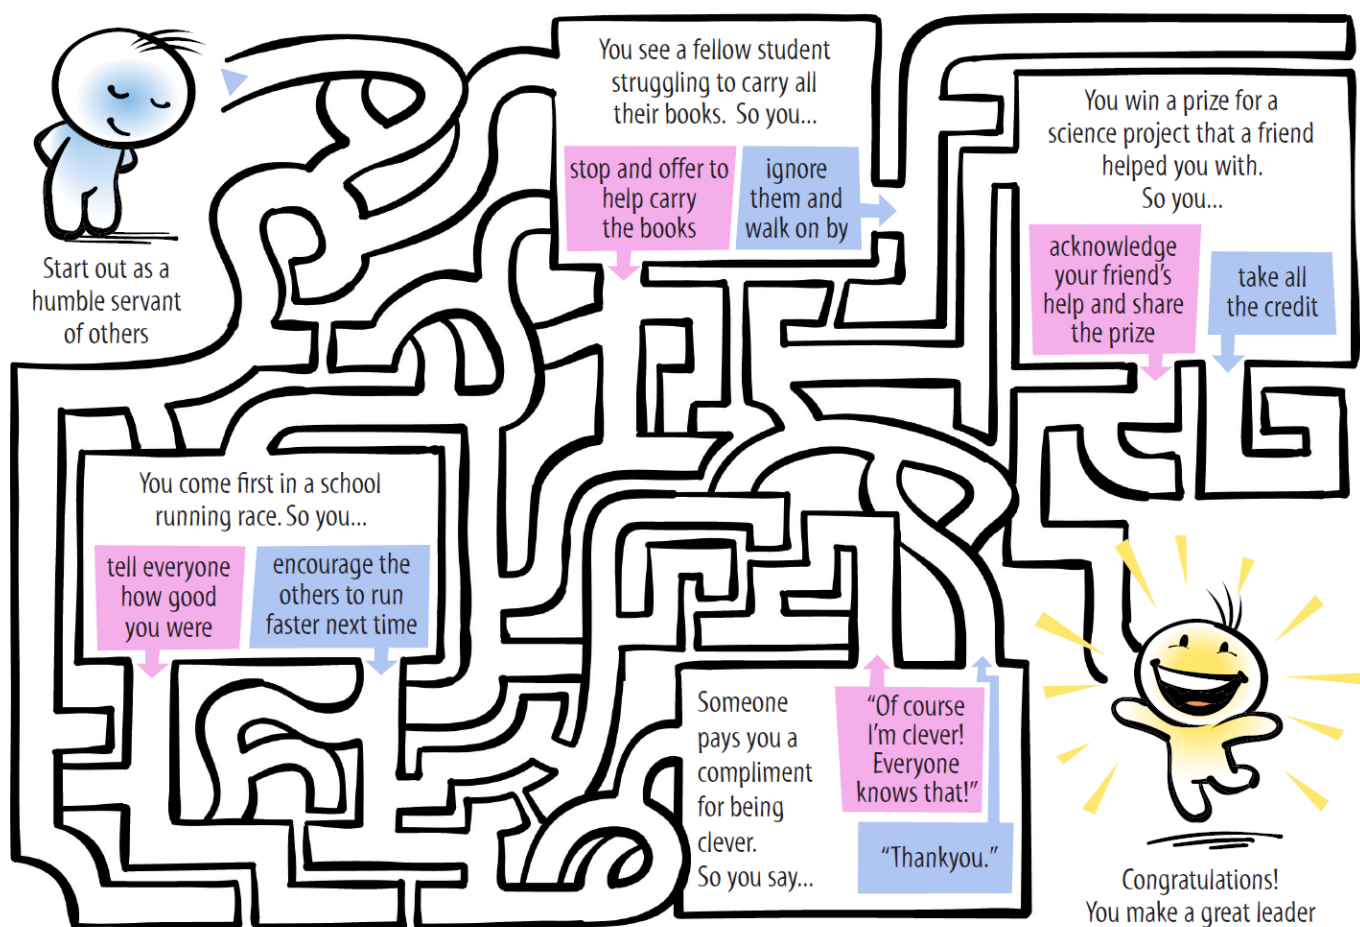 Start out as a
humble servant
of others
You see a fellow student
struggling to carry all
their books. So you...
stop and offer to
help carry
the books
ignore
them and
walk on by
You win a prize for a
science project that a friend
helped you with.
So you...
acknowledge
your friend's
help and share
the prize
take all
the credit
You come first in a school
running race. So you...
tell everyone
how good
you were
encourage the
others to run
faster next time
Someone
pays you a
compliment
for being
clever.
So you say...
"Of course
I'm clever!
Everyone
knows that!"
"Thankyou."
Congratulations!
You make a great leader